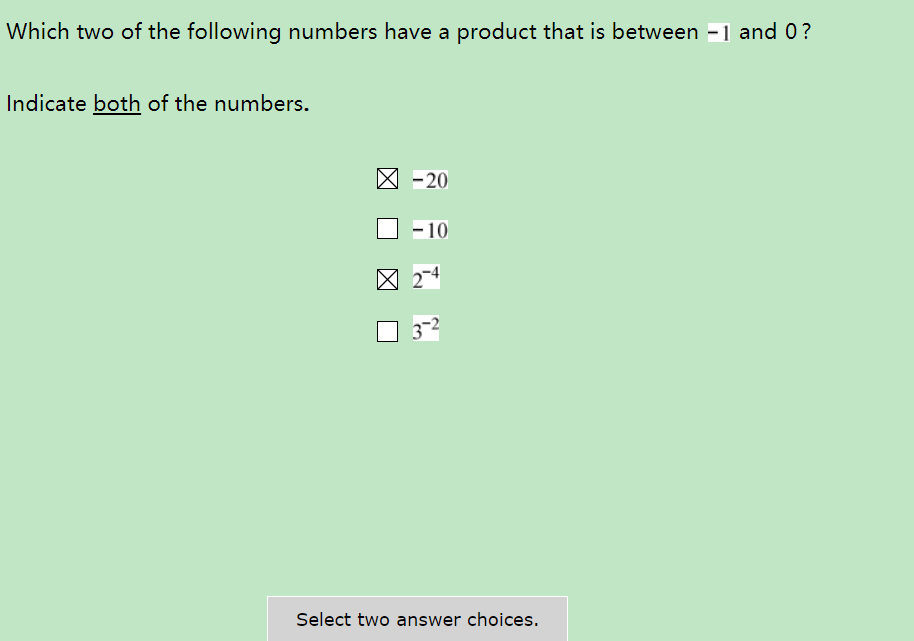 Which two of the following numbers have a product that is between −1 and 0?
Indicate both of the numbers.
−20
−10
2⁻⁴
3⁻²
Select two answer choices.